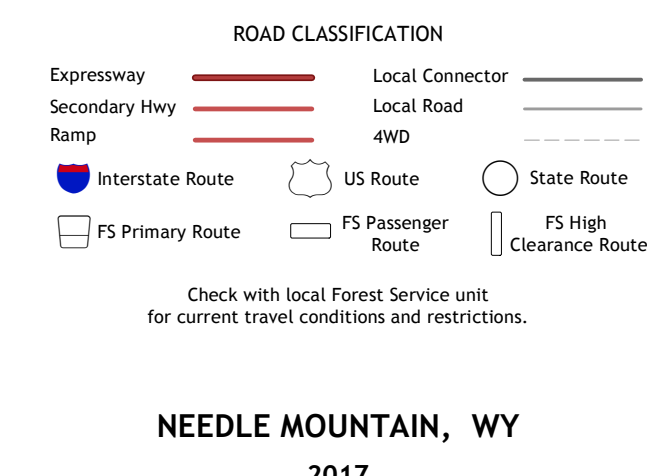 ROAD CLASSIFICATION
Expressway
Local Connector
Secondary Hwy
Local Road
Ramp
4WD
Interstate Route
US Route
State Route
FS Primary Route
FS Passenger
Route
FS High
Clearance Route
Check with local Forest Service unit
for current travel conditions and restrictions.
NEEDLE MOUNTAIN, WY
2017